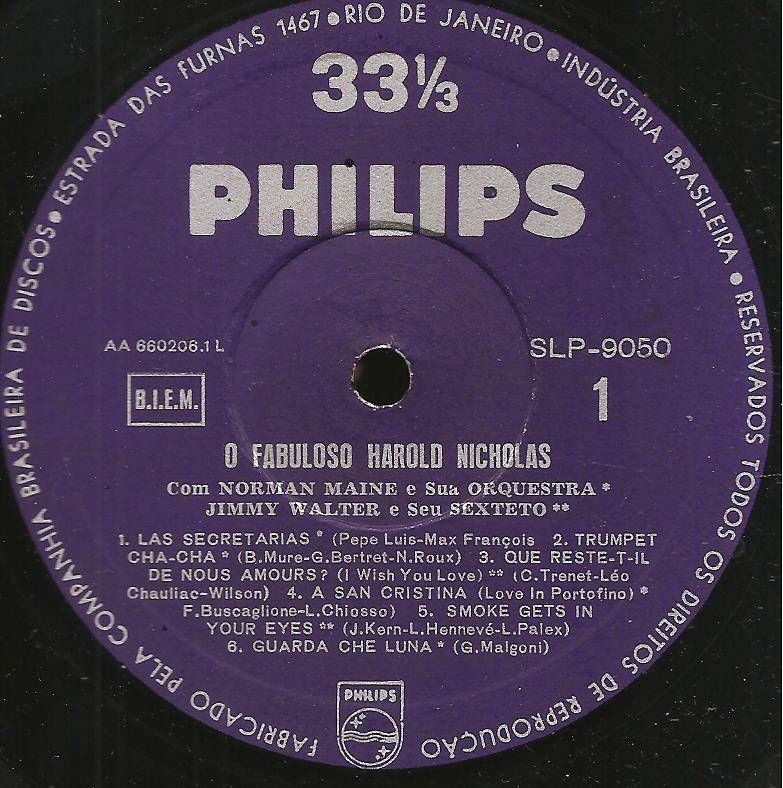 FABRICADO PELA COMPANHIA BRASILEIRA DE DISCOS ● ESTRADA DAS FURNAS 1467 ● RIO DE JANEIRO ● INDÚSTRIA BRASILEIRA ● RESERVADOS TODOS OS DIREITOS DE REPRODUÇÃO
33⅓
PHILIPS
AA 660206.1 L
SLP-9050
B.I.E.M.
1
O FABULOSO HAROLD NICHOLAS
Com NORMAN MAINE e Sua ORQUESTRA *
JIMMY WALTER e Seu SEXTETO **
1. LAS SECRETARIAS * (Pepe Luis-Max François 2. TRUMPET
CHA-CHA * (B.Mure-G.Bertret-N.Roux) 3. QUE RESTE-T-IL
DE NOUS AMOURS? (I Wish You Love) ** (C.Trenet-Léo
Chauliac-Wilson) 4. A SAN CRISTINA (Love In Portofino) *
F.Buscaglione-L.Chiosso) 5. SMOKE GETS IN
YOUR EYES ** (J.Kern-L.Hennevé-L.Palex)
6. GUARDA CHE LUNA * (G.Malgoni)
PHILIPS